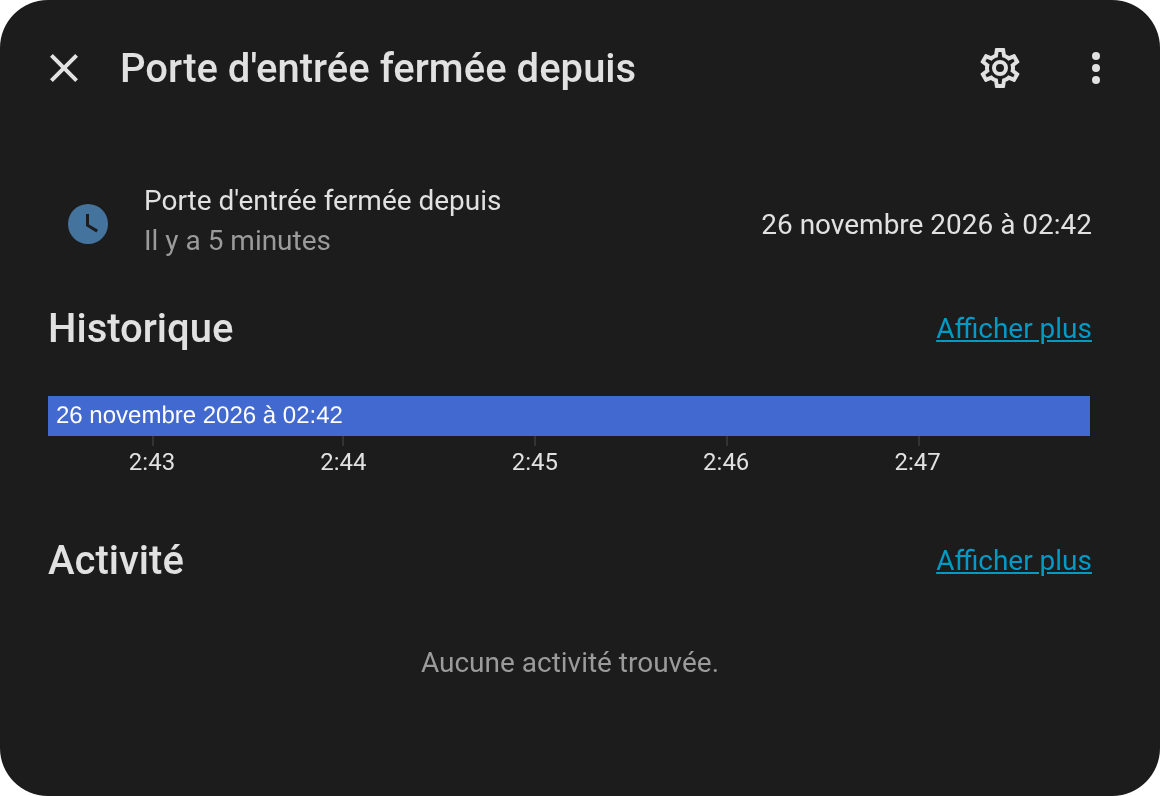 Porte d'entrée fermée depuis
Porte d'entrée fermée depuis
Il y a 5 minutes
26 novembre 2026 à 02:42
Historique
Afficher plus
26 novembre 2026 à 02:42
2:43
2:44
2:45
2:46
2:47
Activité
Afficher plus
Aucune activité trouvée.